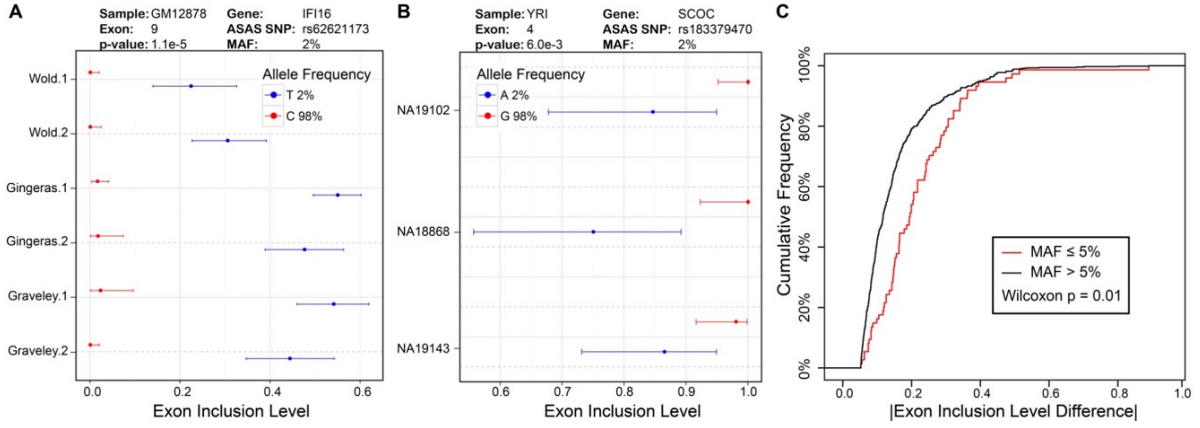 A
Sample: GM12878 Gene: IFI16
Exon: 9 ASAS SNP: rs62621173
p-value: 1.1e-5 MAF: 2%
Allele Frequency
T 2%
C 98%
Wold.1
Wold.2
Gingeras.1
Gingeras.2
Graveley.1
Graveley.2
0.0 0.2 0.4 0.6
Exon Inclusion Level
B
Sample: YRI Gene: SCOC
Exon: 4 ASAS SNP: rs183379470
p-value: 6.0e-3 MAF: 2%
Allele Frequency
A 2%
G 98%
NA19102
NA18868
NA19143
0.6 0.7 0.8 0.9 1.0
Exon Inclusion Level
C
Cumulative Frequency
100%
80%
60%
40%
20%
0%
MAF ≤ 5%
MAF > 5%
Wilcoxon p = 0.01
0.0 0.2 0.4 0.6 0.8 1.0
|Exon Inclusion Level Difference|